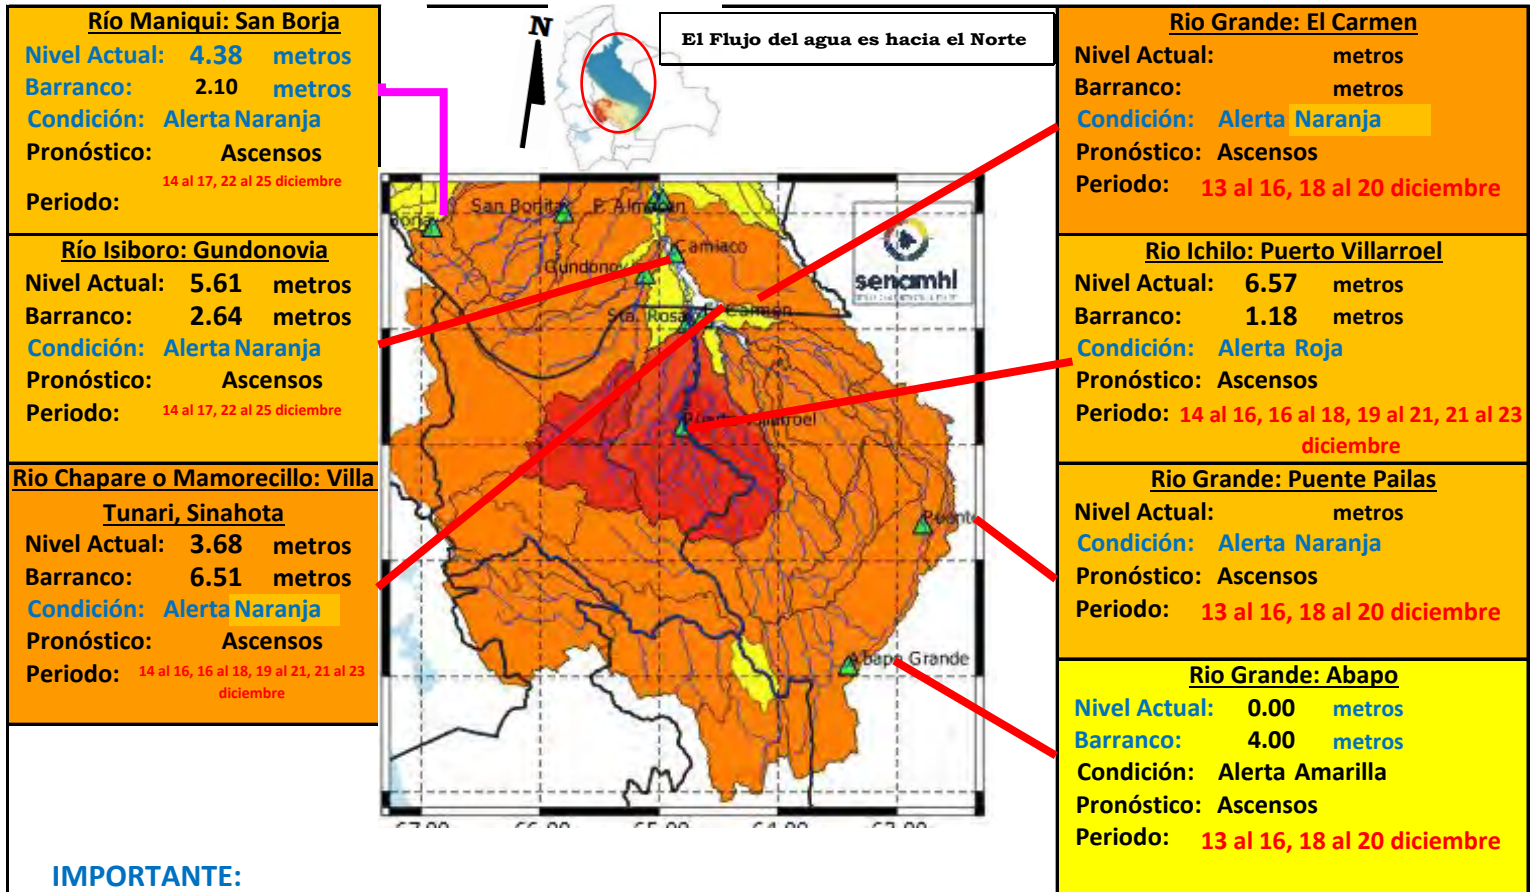 Río Maniqui: San Borja
Nivel Actual: 4.38 metros
Barranco: 2.10 metros
Condición: Alerta Naranja
Pronóstico: Ascensos
14 al 17, 22 al 25 diciembre
Periodo:
Río Isiboro: Gundonovia
Nivel Actual: 5.61 metros
Barranco: 2.64 metros
Condición: Alerta Naranja
Pronóstico: Ascensos
Periodo: 14 al 17, 22 al 25 diciembre
Rio Chapare o Mamorecillo: Villa
Tunari, Sinahota
Nivel Actual: 3.68 metros
Barranco: 6.51 metros
Condición: Alerta Naranja
Pronóstico: Ascensos
Periodo: 14 al 16, 16 al 18, 19 al 21, 21 al 23
diciembre
IMPORTANTE:
N
El Flujo del agua es hacia el Norte
San Borjita
P. Almacen
Camiaco
Gundonov
Sta. Rosa
El Carmen
Puerto Villarroel
Puente
Abapo Grande
senamhi
Rio Grande: El Carmen
Nivel Actual: metros
Barranco: metros
Condición: Alerta Naranja
Pronóstico: Ascensos
Periodo: 13 al 16, 18 al 20 diciembre
Rio Ichilo: Puerto Villarroel
Nivel Actual: 6.57 metros
Barranco: 1.18 metros
Condición: Alerta Roja
Pronóstico: Ascensos
Periodo: 14 al 16, 16 al 18, 19 al 21, 21 al 23
diciembre
Rio Grande: Puente Pailas
Nivel Actual: metros
Condición: Alerta Naranja
Pronóstico: Ascensos
Periodo: 13 al 16, 18 al 20 diciembre
Rio Grande: Abapo
Nivel Actual: 0.00 metros
Barranco: 4.00 metros
Condición: Alerta Amarilla
Pronóstico: Ascensos
Periodo: 13 al 16, 18 al 20 diciembre